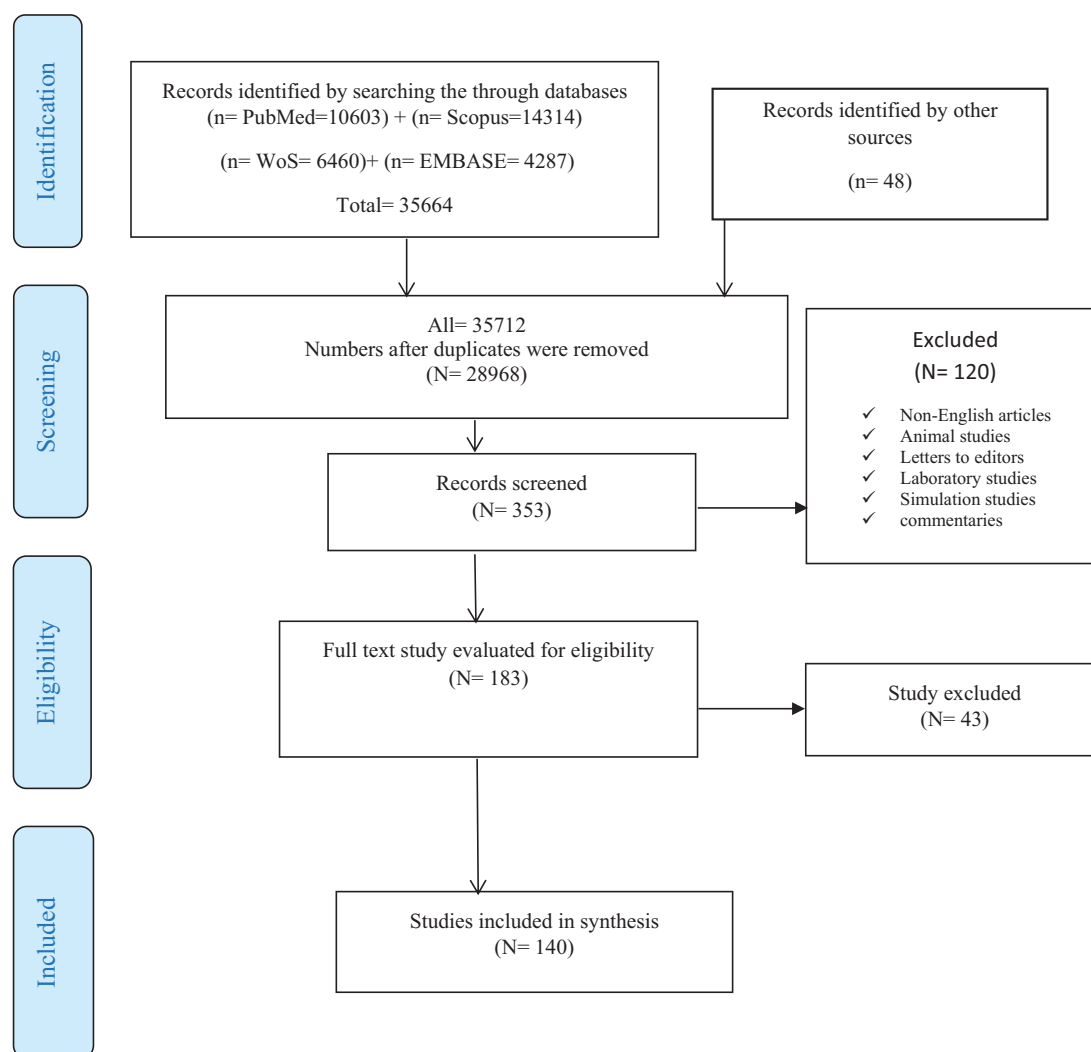 Identification
Records identified by searching the through databases
(n= PubMed=10603) + (n= Scopus=14314)
(n= WoS= 6460)+ (n= EMBASE= 4287)
Total= 35664
Records identified by other
sources
(n= 48)
Screening
All= 35712
Numbers after duplicates were removed
(N= 28968)
Excluded
(N= 120)
✓ Non-English articles
✓ Animal studies
✓ Letters to editors
✓ Laboratory studies
✓ Simulation studies
✓ commentaries
Records screened
(N= 353)
Eligibility
Full text study evaluated for eligibility
(N= 183)
Study excluded
(N= 43)
Included
Studies included in synthesis
(N= 140)